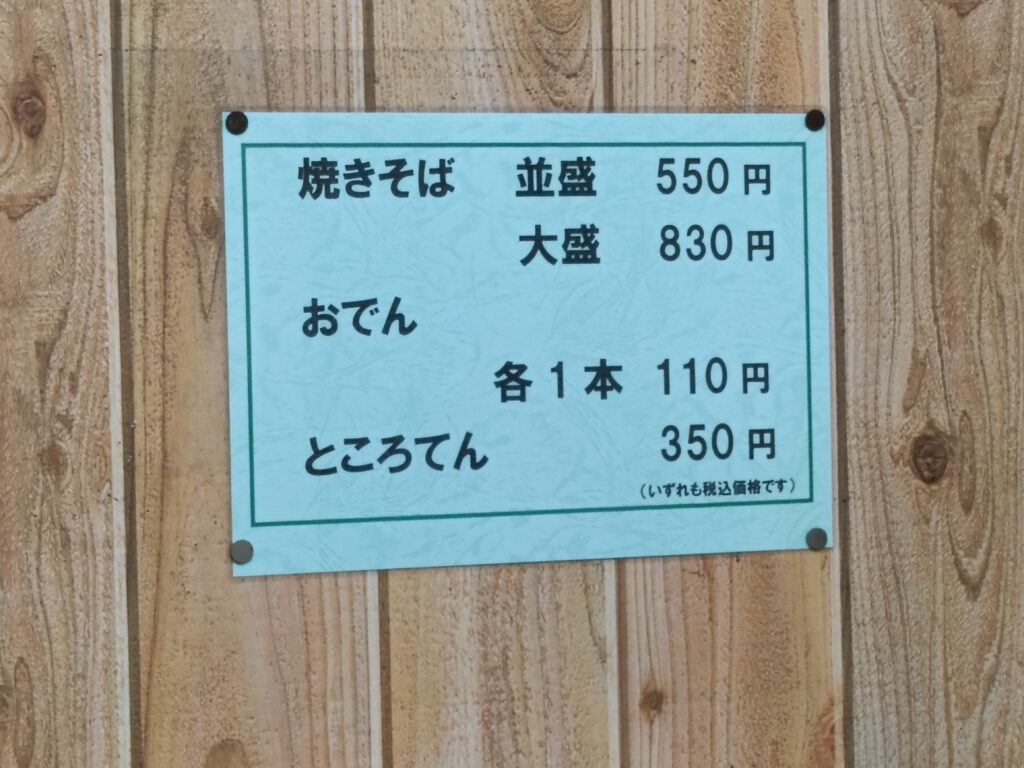 焼きそば 並盛 550円
大盛 830円
おでん
各1本 110円
ところてん 350円
(いずれも税込価格です)